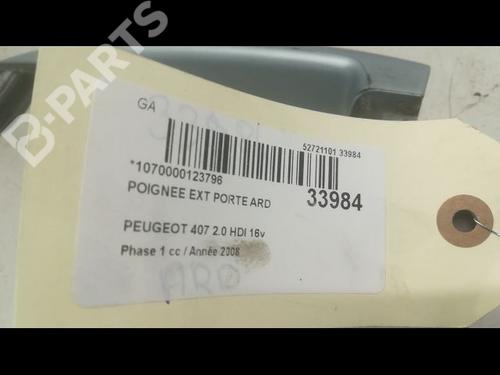 B-PARTS
GA
52721101 33984
*1070000123796
POIGNEE EXT PORTE ARD
33984
PEUGEOT 407 2.0 HDI 16v
Phase 1 cc / Année 2008
ARD